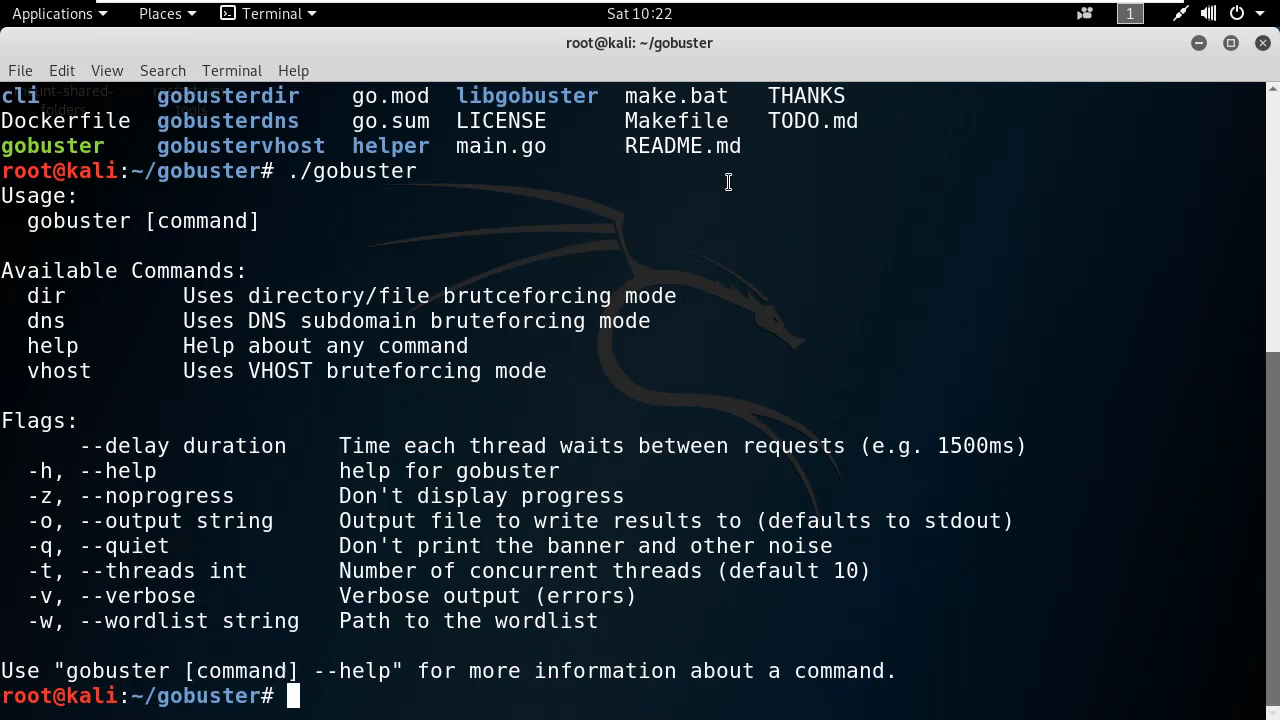 Applications Places Terminal Sat 10:22 1
root@kali: ~/gobuster
File Edit View Search Terminal Help
mount-shared-folders
cli gobusterdir go.mod libgobuster make.bat THANKS
Dockerfile gobusterdns go.sum LICENSE Makefile TODO.md
gobuster gobustervhost helper main.go README.md
root@kali:~/gobuster# ./gobuster
Usage:
gobuster [command]
Available Commands:
dir Uses directory/file brutceforcing mode
dns Uses DNS subdomain bruteforcing mode
help Help about any command
vhost Uses VHOST bruteforcing mode
Flags:
--delay duration Time each thread waits between requests (e.g. 1500ms)
-h, --help help for gobuster
-z, --noprogress Don't display progress
-o, --output string Output file to write results to (defaults to stdout)
-q, --quiet Don't print the banner and other noise
-t, --threads int Number of concurrent threads (default 10)
-v, --verbose Verbose output (errors)
-w, --wordlist string Path to the wordlist
Use "gobuster [command] --help" for more information about a command.
root@kali:~/gobuster#